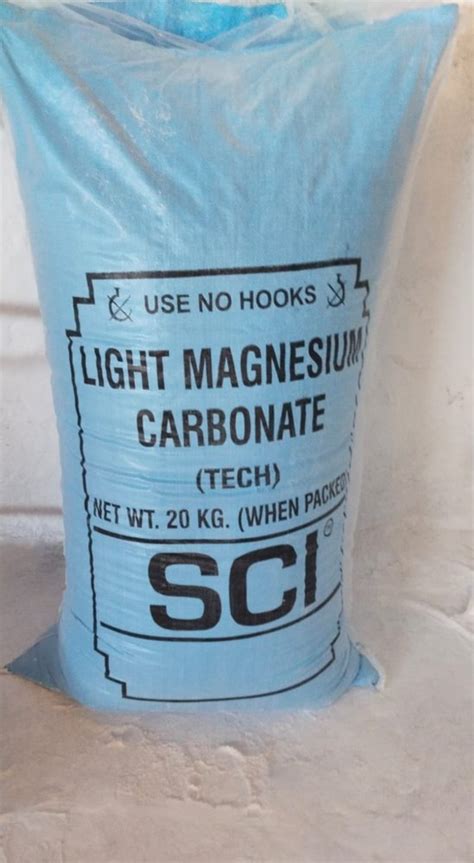 USE NO HOOKS
LIGHT MAGNESIUM
CARBONATE
(TECH)
NET WT. 20 KG. (WHEN PACKED)
SCI